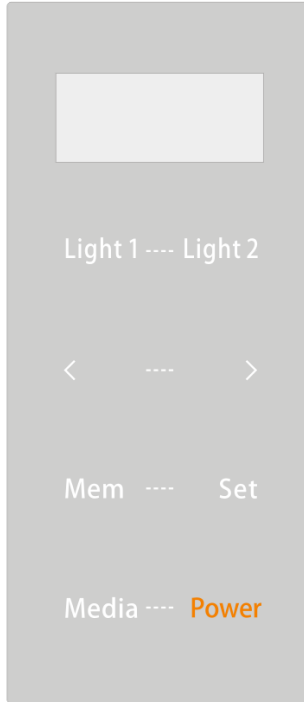 Light 1 ---- Light 2
< ---- >
Mem ---- Set
Media ---- Power